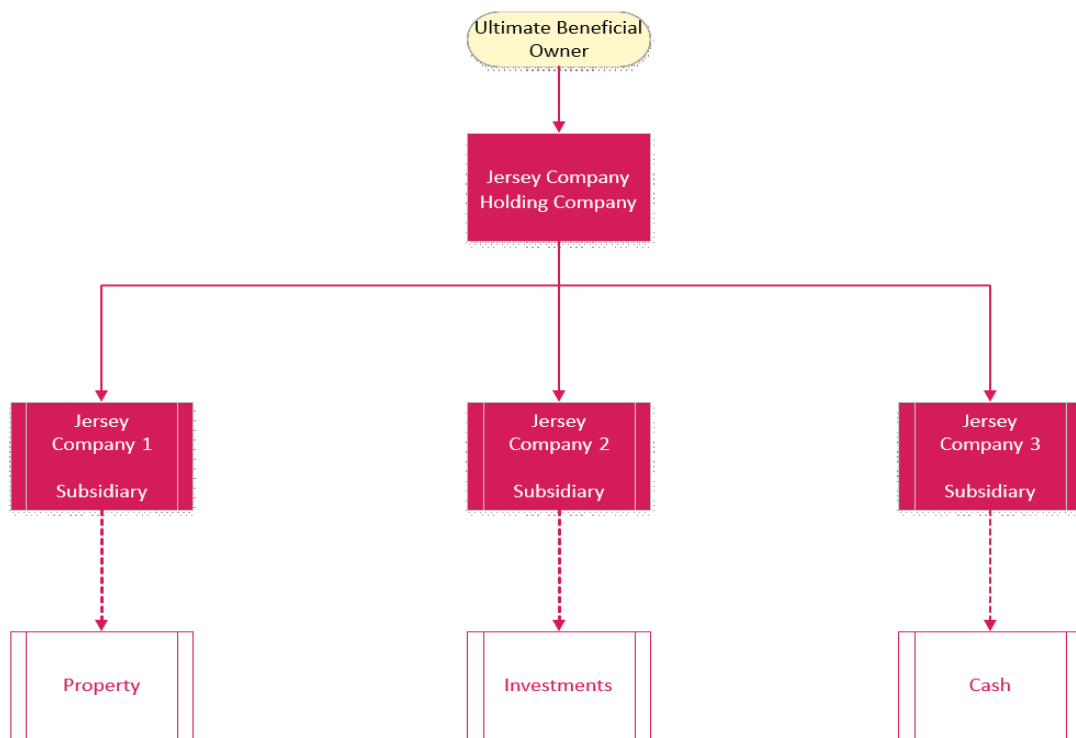 Ultimate Beneficial
Owner
Jersey Company
Holding Company
Jersey
Company 1
Subsidiary
Jersey
Company 2
Subsidiary
Jersey
Company 3
Subsidiary
Property
Investments
Cash